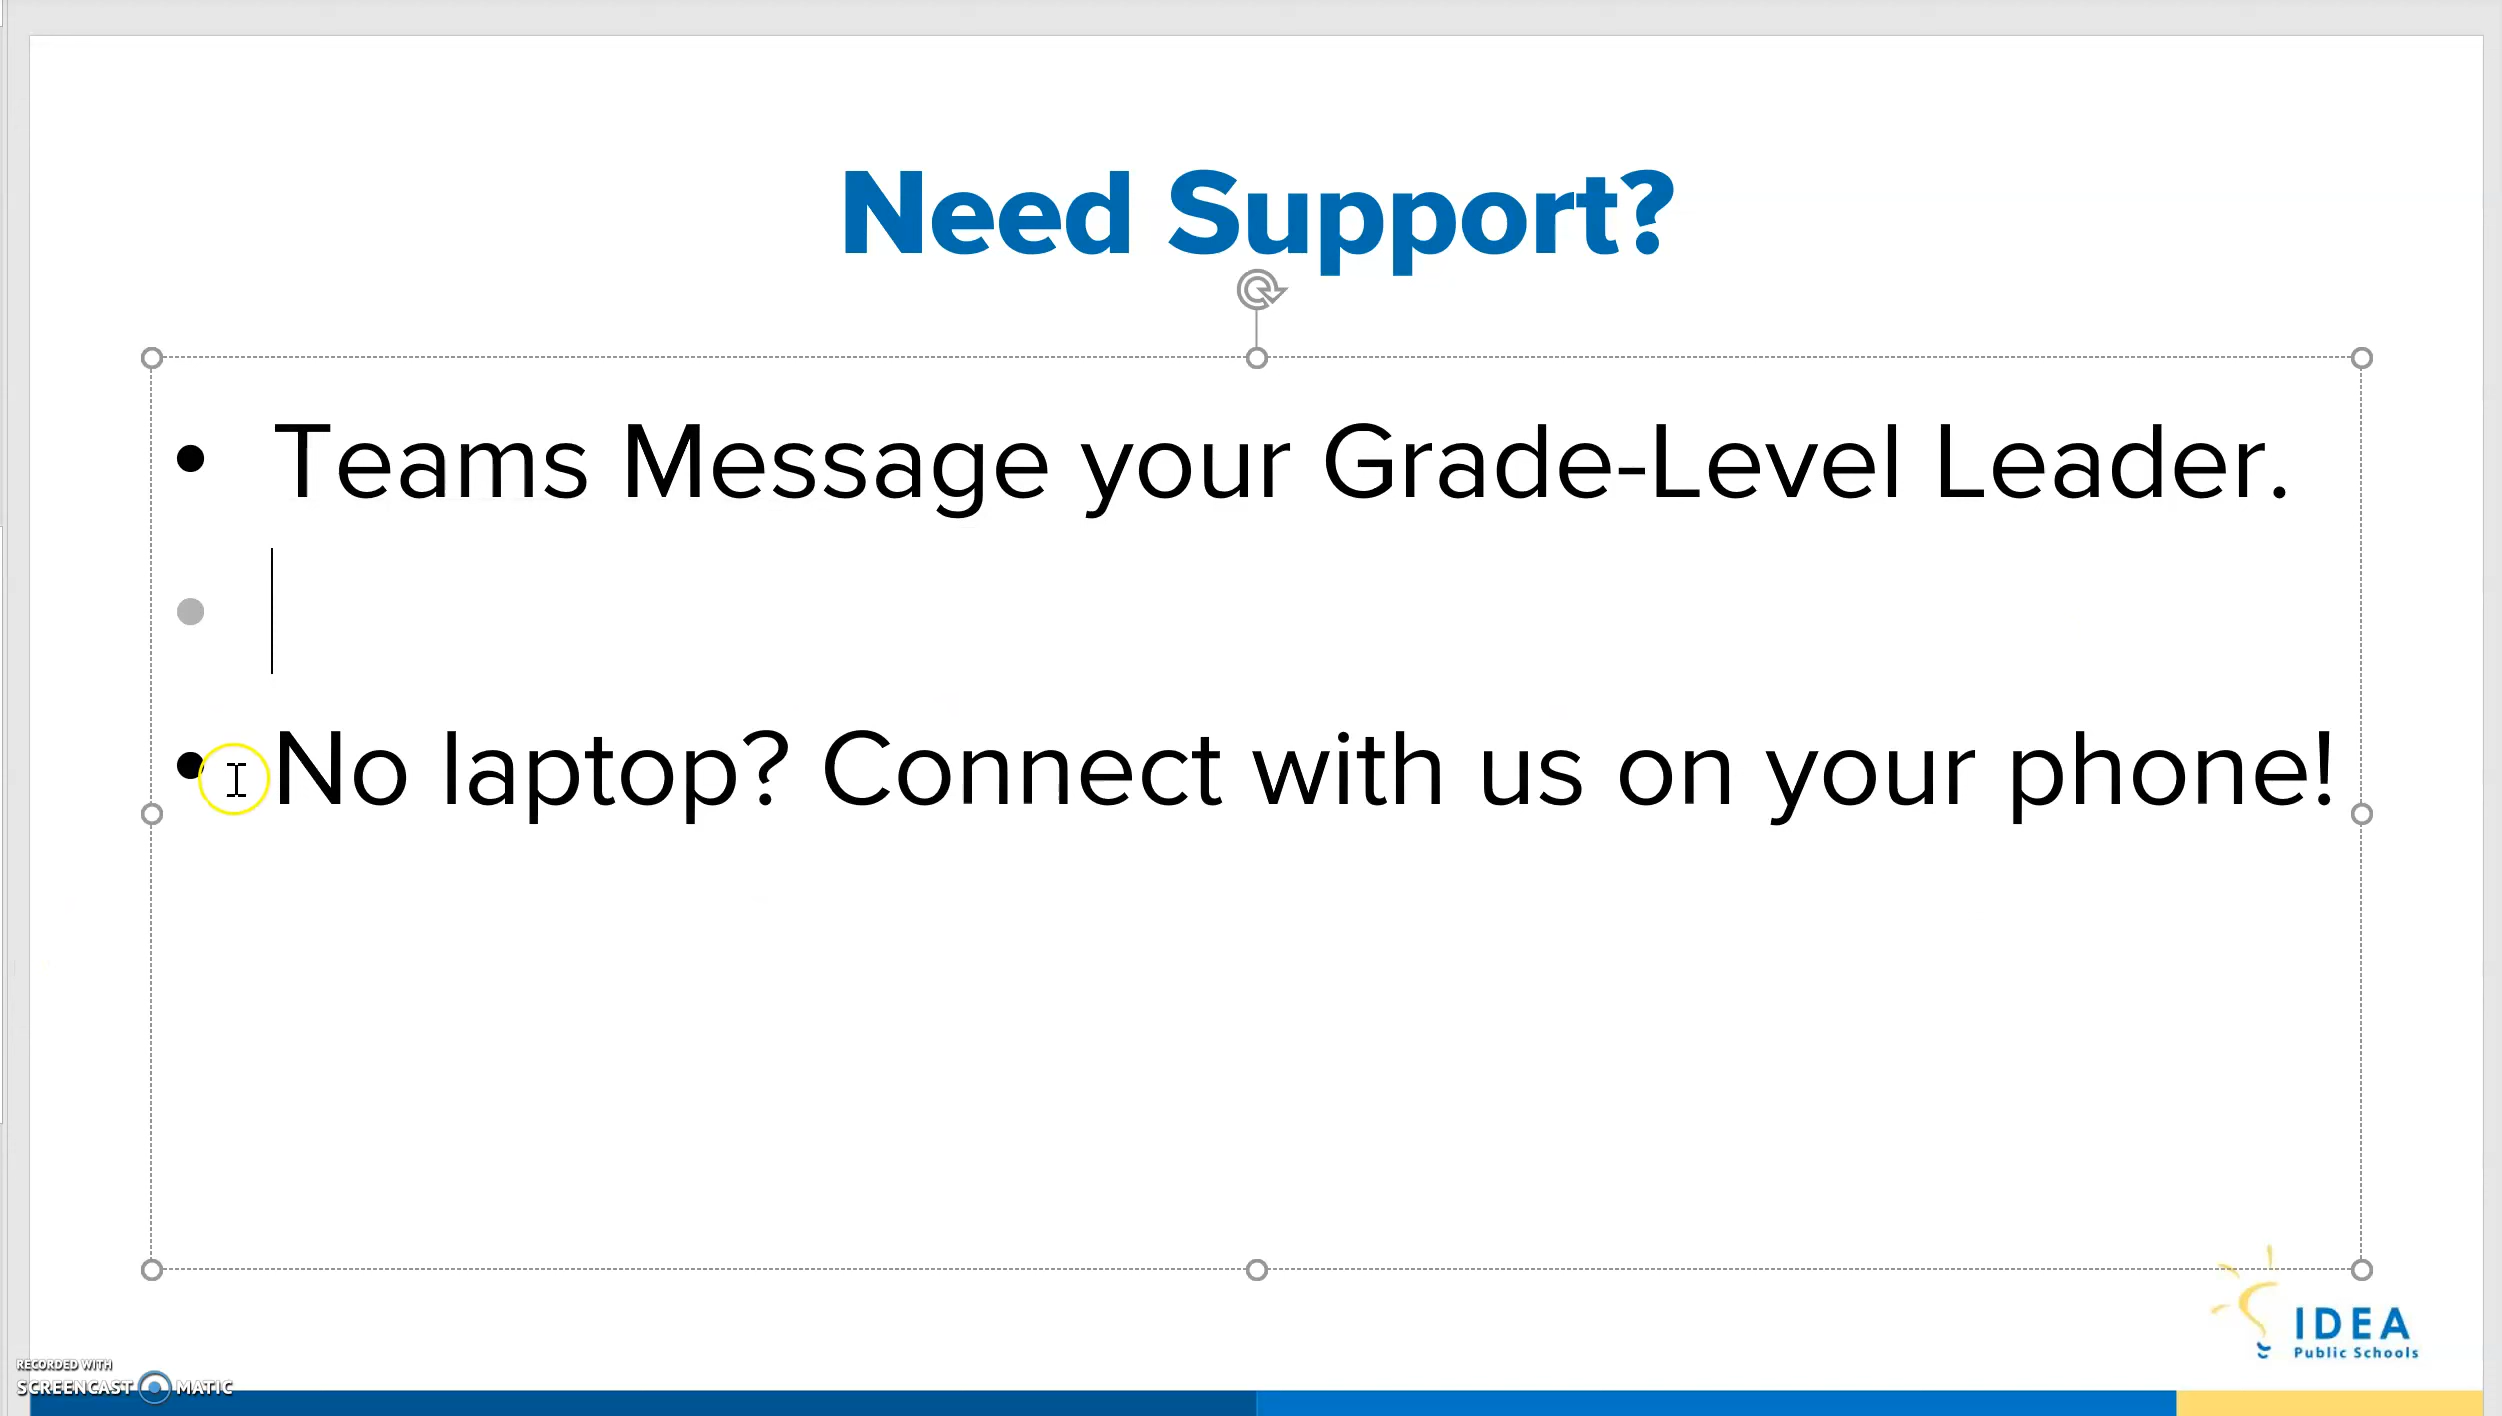 Need Support?
• Teams Message your Grade-Level Leader.
•
• No laptop? Connect with us on your phone!
IDEA
Public Schools
RECORDED WITH
SCREENCAST MATIC